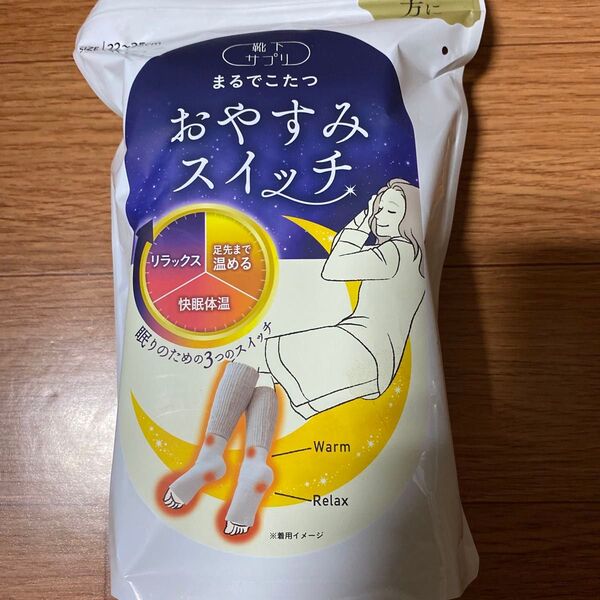 方に
SIZE 22~25cm
靴下
サプリ
まるでこたつ
おやすみ
スイッチ
リラックス
足先まで
温める
快眠体温
眠りのための3つのスイッチ
Warm
Relax
※着用イメージ